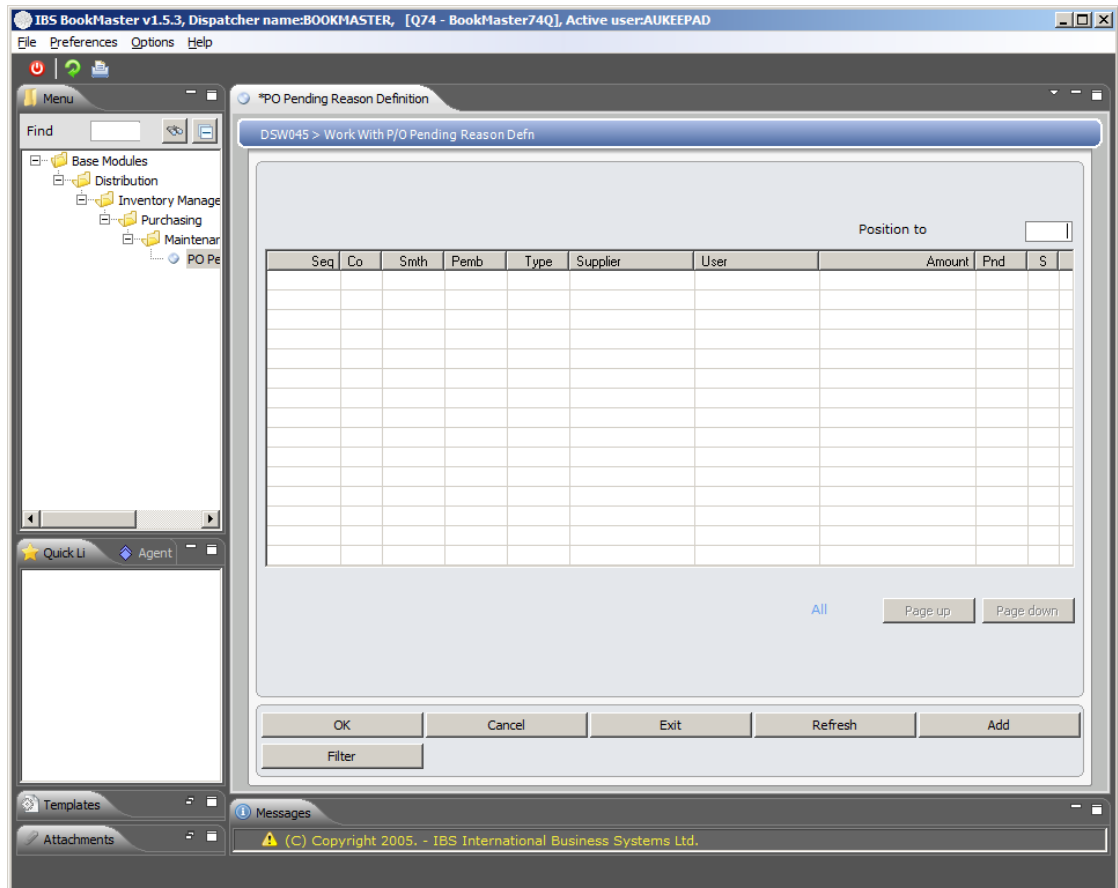 IBS BookMaster v1.5.3, Dispatcher name:BOOKMASTER, [Q74 - BookMaster74Q], Active user:AUKEEPAD
File Preferences Options Help
Menu
*PO Pending Reason Definition
Find
DSW045 > Work With P/O Pending Reason Defn
Base Modules
Distribution
Inventory Manage
Purchasing
Maintenar
PO Pe
Position to
Seq Co Smth Pemb Type Supplier User Amount Pnd S
Quick Li Agent
All Page up Page down
OK Cancel Exit Refresh Add
Filter
Templates
Messages
Attachments
(C) Copyright 2005. - IBS International Business Systems Ltd.